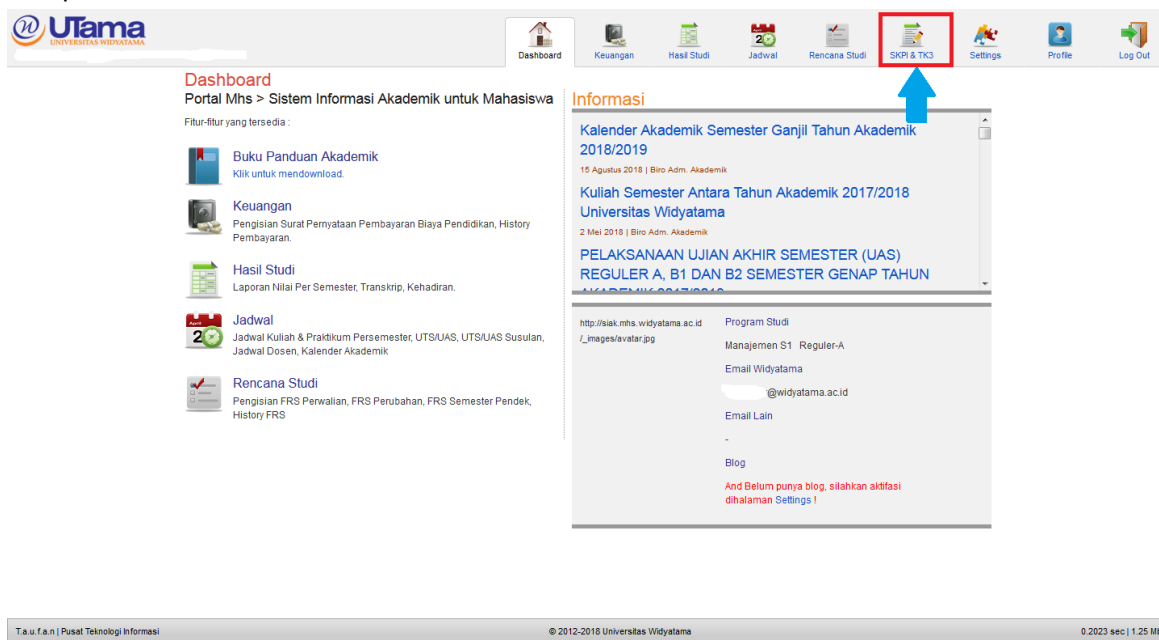 UTama
UNIVERSITAS WIDYATAMA
Dashboard
Keuangan
Hasil Studi
Jadwal
Rencana Studi
SKPI & TK3
Settings
Profile
Log Out
Dashboard
Portal Mhs > Sistem Informasi Akademik untuk Mahasiswa
Fitur-fitur yang tersedia :
Buku Panduan Akademik
Klik untuk mendownload.
Keuangan
Pengisian Surat Pernyataan Pembayaran Biaya Pendidikan, History
Pembayaran.
Hasil Studi
Laporan Nilai Per Semester, Transkrip, Kehadiran.
Jadwal
Jadwal Kuliah & Praktikum Persemester, UTS/UAS, UTS/UAS Susulan,
Jadwal Dosen, Kalender Akademik
Rencana Studi
Pengisian FRS Perwalian, FRS Perubahan, FRS Semester Pendek,
History FRS
Informasi
Kalender Akademik Semester Ganjil Tahun Akademik
2018/2019
15 Agustus 2018 | Biro Adm. Akademik
Kuliah Semester Antara Tahun Akademik 2017/2018
Universitas Widyatama
2 Mei 2018 | Biro Adm. Akademik
PELAKSANAAN UJIAN AKHIR SEMESTER (UAS)
REGULER A, B1 DAN B2 SEMESTER GENAP TAHUN
http://siak.mhs.widyatama.ac.id
/_images/avatar.jpg
Program Studi
Manajemen S1 Reguler-A
Email Widyatama
@widyatama.ac.id
Email Lain
-
Blog
And Belum punya blog, silahkan aktifasi
dihalaman Settings !
T.a.u.f.a.n | Pusat Teknologi Informasi
© 2012-2018 Universitas Widyatama
0.2023 sec | 1.25